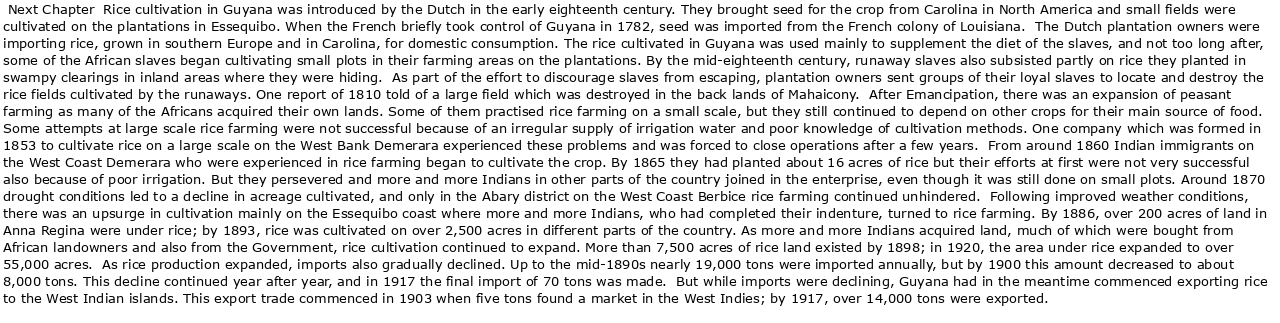 Next Chapter  Rice cultivation in Guyana was introduced by the Dutch in the early eighteenth century. They brought seed for the crop from Carolina in North America and small fields were
cultivated on the plantations in Essequibo. When the French briefly took control of Guyana in 1782, seed was imported from the French colony of Louisiana.  The Dutch plantation owners were
importing rice, grown in southern Europe and in Carolina, for domestic consumption. The rice cultivated in Guyana was used mainly to supplement the diet of the slaves, and not too long after,
some of the African slaves began cultivating small plots in their farming areas on the plantations. By the mid-eighteenth century, runaway slaves also subsisted partly on rice they planted in
swampy clearings in inland areas where they were hiding.  As part of the effort to discourage slaves from escaping, plantation owners sent groups of their loyal slaves to locate and destroy the
rice fields cultivated by the runaways. One report of 1810 told of a large field which was destroyed in the back lands of Mahaicony.  After Emancipation, there was an expansion of peasant
farming as many of the Africans acquired their own lands. Some of them practised rice farming on a small scale, but they still continued to depend on other crops for their main source of food.
Some attempts at large scale rice farming were not successful because of an irregular supply of irrigation water and poor knowledge of cultivation methods. One company which was formed in
1853 to cultivate rice on a large scale on the West Bank Demerara experienced these problems and was forced to close operations after a few years.  From around 1860 Indian immigrants on
the West Coast Demerara who were experienced in rice farming began to cultivate the crop. By 1865 they had planted about 16 acres of rice but their efforts at first were not very successful
also because of poor irrigation. But they persevered and more and more Indians in other parts of the country joined in the enterprise, even though it was still done on small plots. Around 1870
drought conditions led to a decline in acreage cultivated, and only in the Abary district on the West Coast Berbice rice farming continued unhindered.  Following improved weather conditions,
there was an upsurge in cultivation mainly on the Essequibo coast where more and more Indians, who had completed their indenture, turned to rice farming. By 1886, over 200 acres of land in
Anna Regina were under rice; by 1893, rice was cultivated on over 2,500 acres in different parts of the country. As more and more Indians acquired land, much of which were bought from
African landowners and also from the Government, rice cultivation continued to expand. More than 7,500 acres of rice land existed by 1898; in 1920, the area under rice expanded to over
55,000 acres.  As rice production expanded, imports also gradually declined. Up to the mid-1890s nearly 19,000 tons were imported annually, but by 1900 this amount decreased to about
8,000 tons. This decline continued year after year, and in 1917 the final import of 70 tons was made.  But while imports were declining, Guyana had in the meantime commenced exporting rice
to the West Indian islands. This export trade commenced in 1903 when five tons found a market in the West Indies; by 1917, over 14,000 tons were exported.